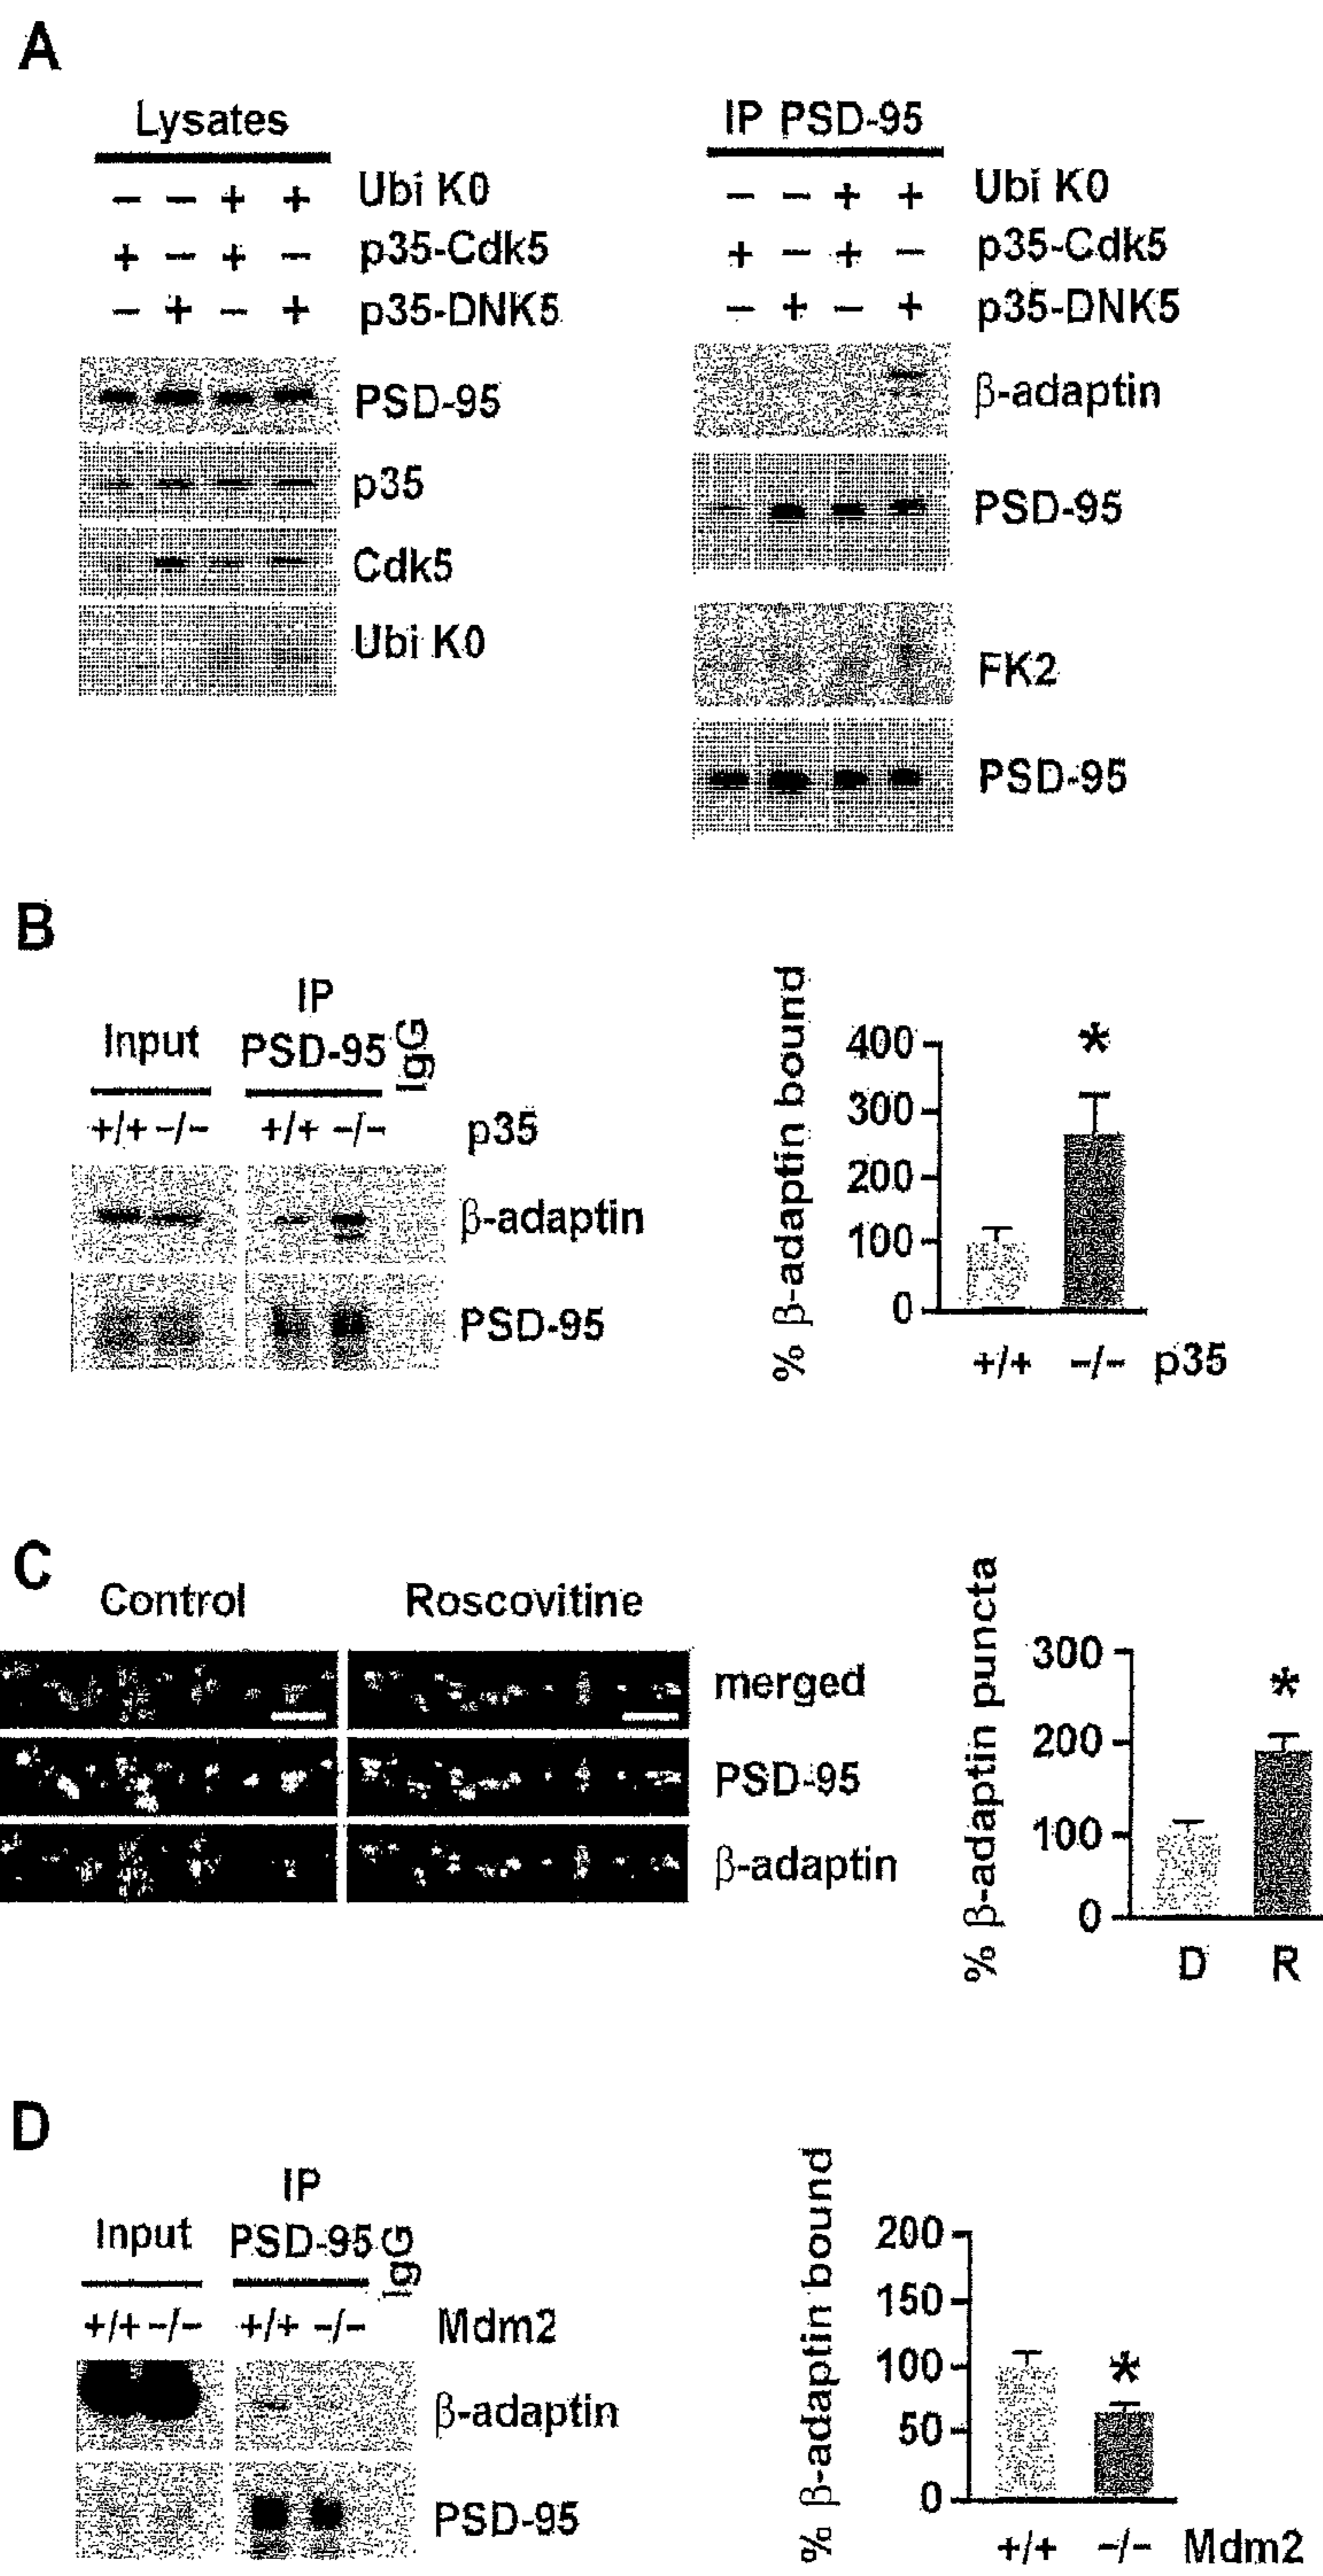 A
Lysates
− − + + Ubi K0
+ − + − p35-Cdk5
− + − + p35-DNK5
PSD-95
p35
Cdk5
Ubi K0
IP PSD-95
− − + + Ubi K0
+ − + − p35-Cdk5
− + − + p35-DNK5
β-adaptin
PSD-95
FK2
PSD-95
B
Input
IP
PSD-95
IgG
+/+ −/− +/+ −/− p35
β-adaptin
PSD-95
% β-adaptin bound
400
300
200
100
0
+/+ −/− p35
C
Control Roscovitine
merged
PSD-95
β-adaptin
% β-adaptin puncta
300
200
100
0
D R
D
Input
IP
PSD-95
IgG
+/+ −/− +/+ −/− Mdm2
β-adaptin
PSD-95
% β-adaptin bound
200
150
100
50
0
+/+ −/− Mdm2
*
*
*